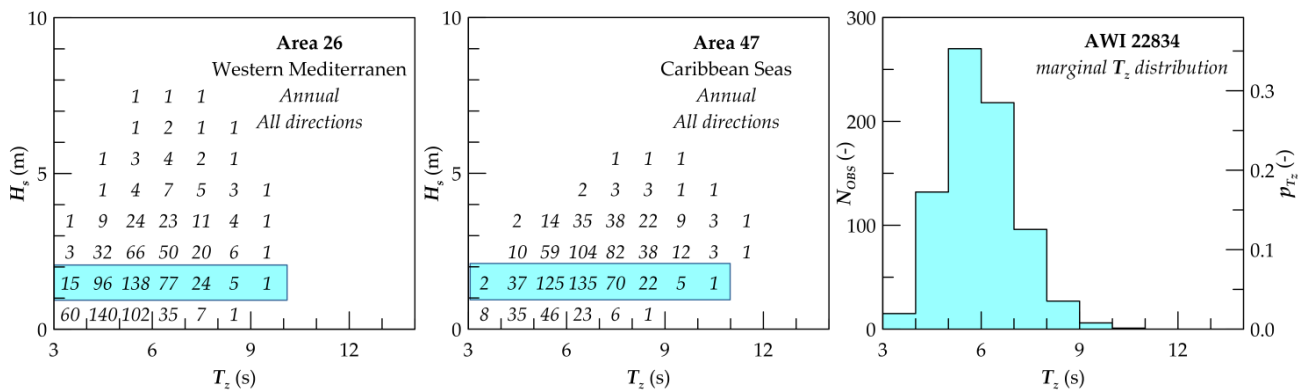 10
5
0
H_s (m)
Area 26
Western Mediterranen
Annual
All directions
1 1 1
1 2 1 1
1 3 4 2 1
1 4 7 5 3 1
1 9 24 23 11 4 1
3 32 66 50 20 6 1
15 96 138 77 24 5 1
60 140 102 35 7 1
3 6 9 12
T_z (s)
10
5
0
H_s (m)
Area 47
Caribbean Seas
Annual
All directions
1 1 1
2 3 3 1 1
2 14 35 38 22 9 3 1
10 59 104 82 38 12 3 1
2 37 125 135 70 22 5 1
8 35 46 23 6 1
3 6 9 12
T_z (s)
300
200
100
0
N_OBS (-)
AWI 22834
marginal T_z distribution
0.3
0.2
0.1
0.0
p_Tz (-)
3 6 9 12
T_z (s)